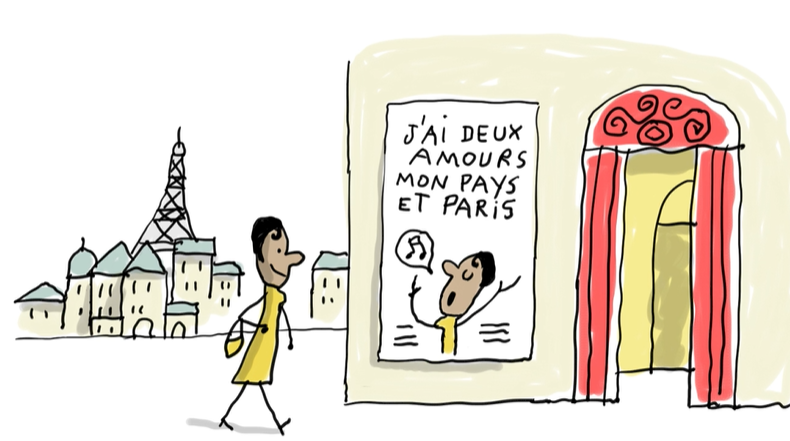 J'Ai DEUX
AMOURS
MON PAYS
ET PARiS